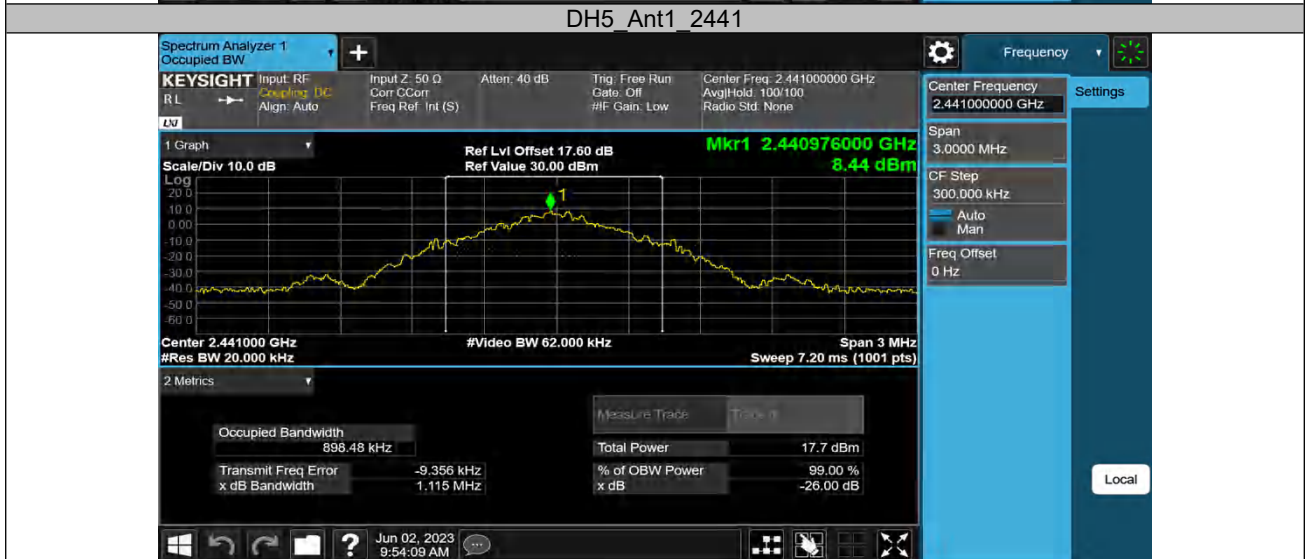 DH5_Ant1_2441
Spectrum Analyzer 1
Occupied BW
+
Frequency
KEYSIGHT
RL
LXI
Input: RF
Coupling: DC
Align: Auto
Input Z: 50 Ω
Corr CCorr
Freq Ref: Int (S)
Atten: 40 dB
Trig: Free Run
Gate: Off
#IF Gain: Low
Center Freq: 2.441000000 GHz
Avg|Hold: 100/100
Radio Std: None
Center Frequency
2.441000000 GHz
Settings
Span
3.0000 MHz
CF Step
300.000 kHz
Auto
Man
Freq Offset
0 Hz
1 Graph
Scale/Div 10.0 dB
Ref Lvl Offset 17.60 dB
Ref Value 30.00 dBm
Mkr1 2.440976000 GHz
8.44 dBm
Log
20.0
10.0
0.00
-10.0
-20.0
-30.0
-40.0
-50.0
-60.0
1
Center 2.441000 GHz
#Video BW 62.000 kHz
Span 3 MHz
#Res BW 20.000 kHz
Sweep 7.20 ms (1001 pts)
2 Metrics
Measure Trace
Occupied Bandwidth
898.48 kHz
Total Power 17.7 dBm
Transmit Freq Error -9.356 kHz
% of OBW Power 99.00 %
x dB Bandwidth 1.115 MHz
x dB -26.00 dB
Local
?
Jun 02, 2023
9:54:09 AM